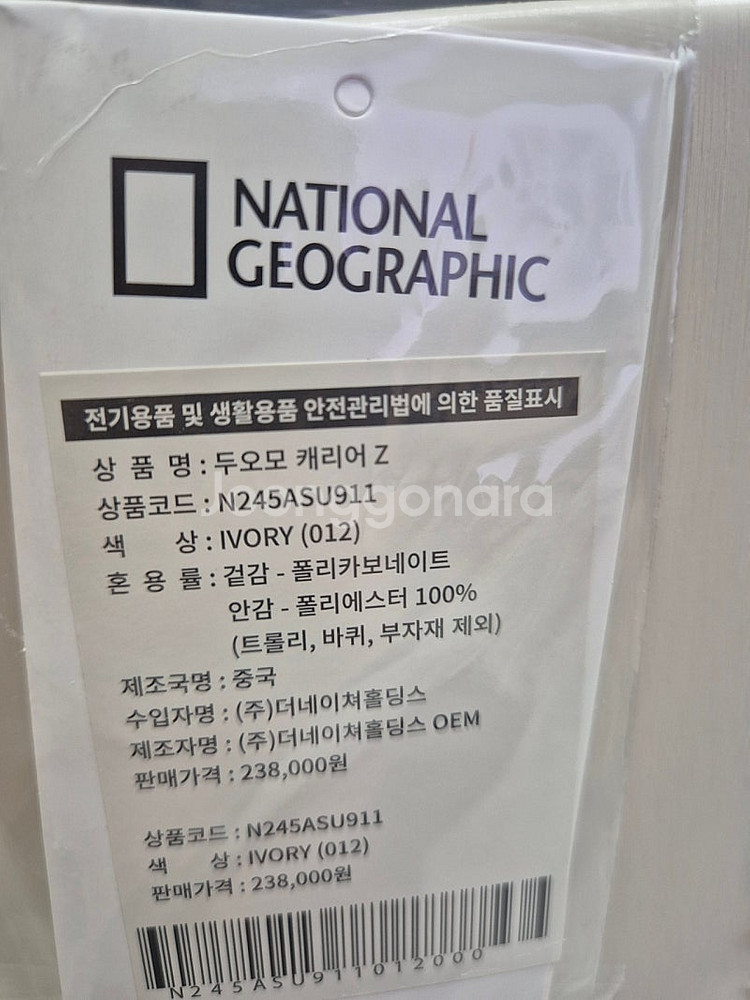 NATIONAL
GEOGRAPHIC
전기용품 및 생활용품 안전관리법에 의한 품질표시
상 품 명 : 두오모 캐리어 Z
상품코드 : N245ASU911
Joonggonara
색 상 : IVORY (012)
혼 용 률 : 겉감 - 폴리카보네이트
안감 - 폴리에스터 100%
(트롤리, 바퀴, 부자재 제외)
제조국명 : 중국
수입자명 : (주)더네이쳐홀딩스
제조자명 : (주)더네이쳐홀딩스 OEM
판매가격 : 238,000원
상품코드 : N245ASU911
색 상 : IVORY (012)
판매가격 : 238,000원
N245ASU911012000